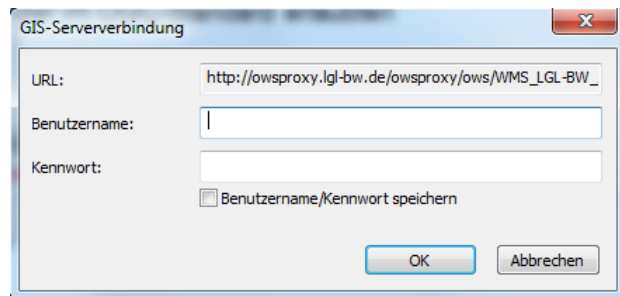 GIS-Serververbindung
URL: http://owsproxy.lgl-bw.de/owsproxy/ows/WMS_LGL-BW_
Benutzername:
Kennwort:
Benutzername/Kennwort speichern
OK Abbrechen